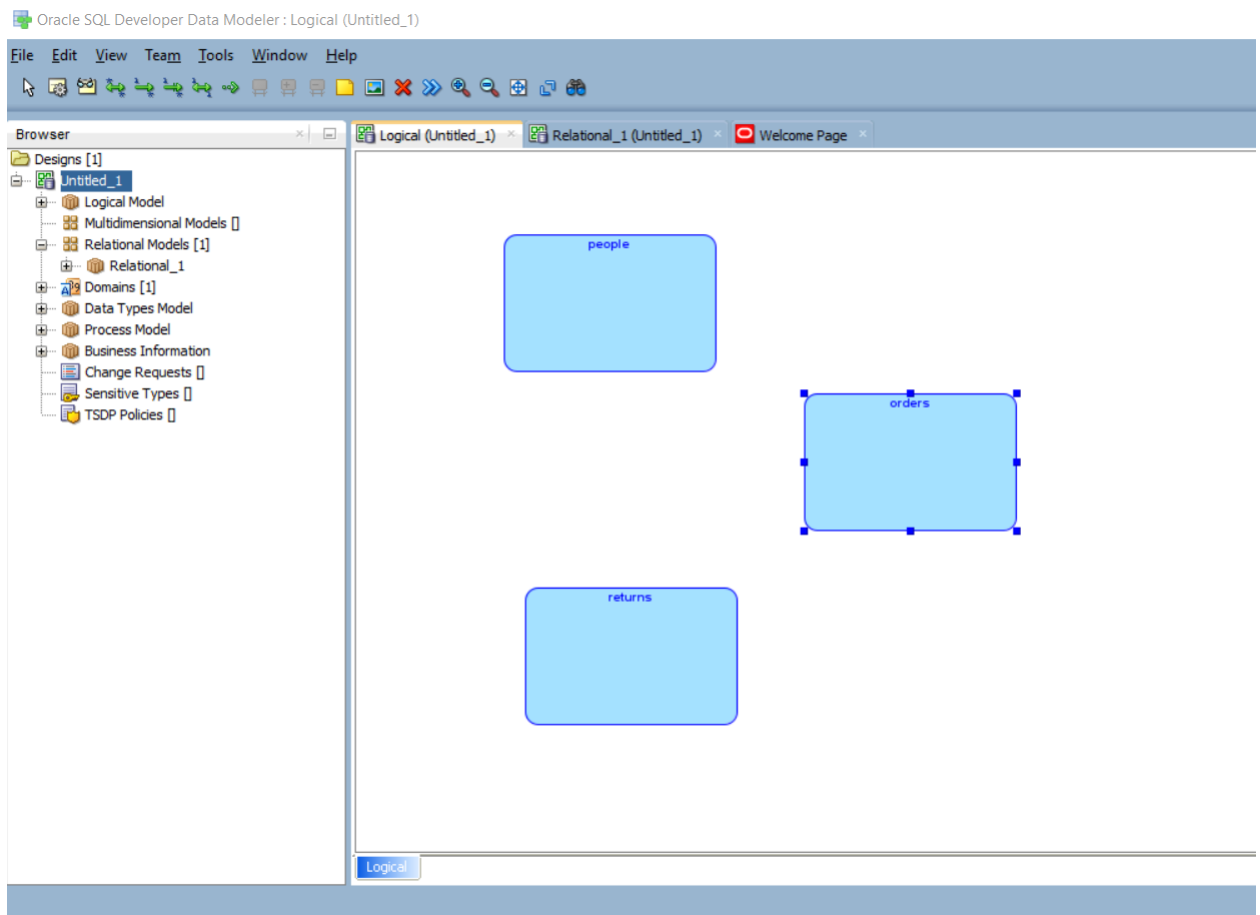 Oracle SQL Developer Data Modeler : Logical (Untitled_1)
File Edit View Team Tools Window Help
Browser
Designs [1]
Untitled_1
Logical Model
Multidimensional Models []
Relational Models [1]
Relational_1
Domains [1]
Data Types Model
Process Model
Business Information
Change Requests []
Sensitive Types []
TSDP Policies []
Logical (Untitled_1) Relational_1 (Untitled_1) Welcome Page
people
orders
returns
Logical